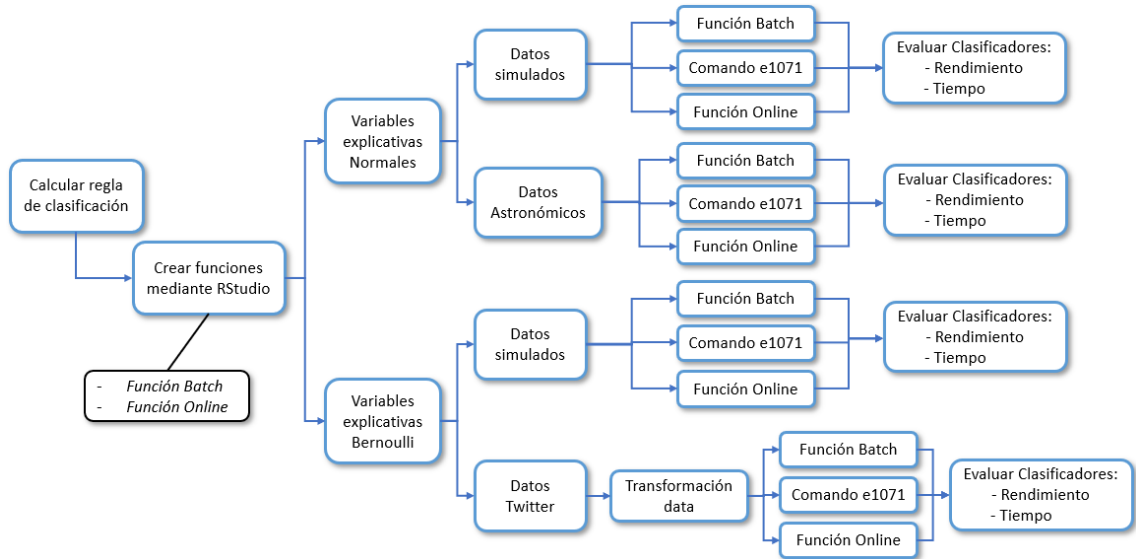 Calcular regla
de clasificación
Crear funciones
mediante RStudio
- Función Batch
- Función Online
Variables
explicativas
Normales
Datos
simulados
Función Batch
Comando e1071
Función Online
Evaluar Clasificadores:
- Rendimiento
- Tiempo
Datos
Astronómicos
Función Batch
Comando e1071
Función Online
Evaluar Clasificadores:
- Rendimiento
- Tiempo
Variables
explicativas
Bernoulli
Datos
simulados
Función Batch
Comando e1071
Función Online
Evaluar Clasificadores:
- Rendimiento
- Tiempo
Datos
Twitter
Transformación
data
Función Batch
Comando e1071
Función Online
Evaluar Clasificadores:
- Rendimiento
- Tiempo